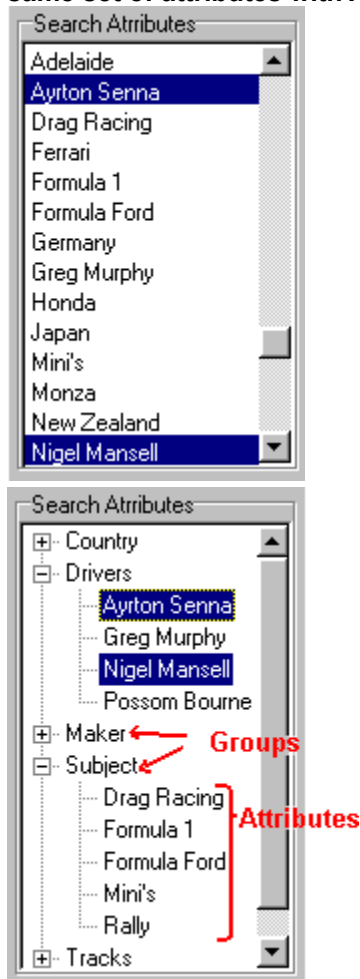 Search Atrributes
Adelaide
Ayrton Senna
Drag Racing
Ferrari
Formula 1
Formula Ford
Germany
Greg Murphy
Honda
Japan
Mini's
Monza
New Zealand
Nigel Mansell
Search Atrributes
Country
Drivers
Ayrton Senna
Greg Murphy
Nigel Mansell
Possom Bourne
Maker
Groups
Subject
Drag Racing
Attributes
Formula 1
Formula Ford
Mini's
Rally
Tracks